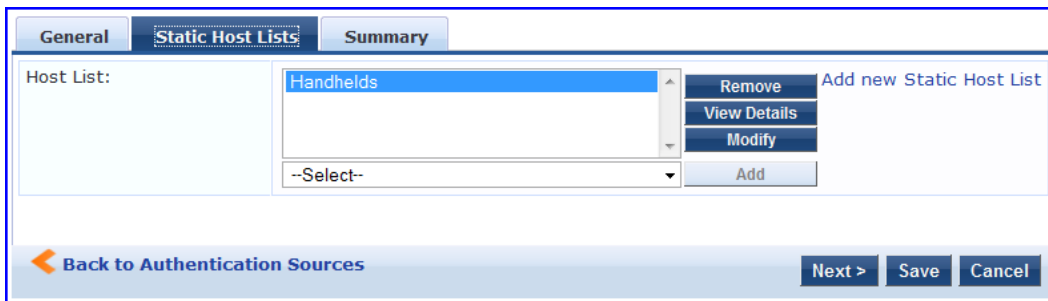 General Static Host Lists Summary
Host List:
Handhelds
Remove
View Details
Modify
Add new Static Host List
--Select--
Add
Back to Authentication Sources
Next > Save Cancel